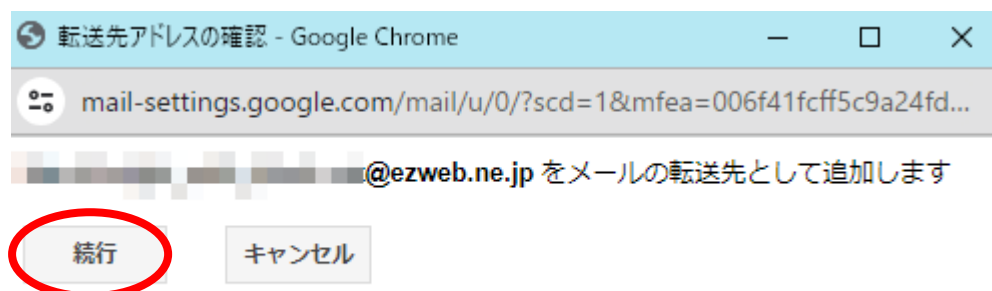 転送先アドレスの確認 - Google Chrome
mail-settings.google.com/mail/u/0/?scd=1&mfea=006f41fcff5c9a24fd...
@ezweb.ne.jp をメールの転送先として追加します
続行 キャンセル